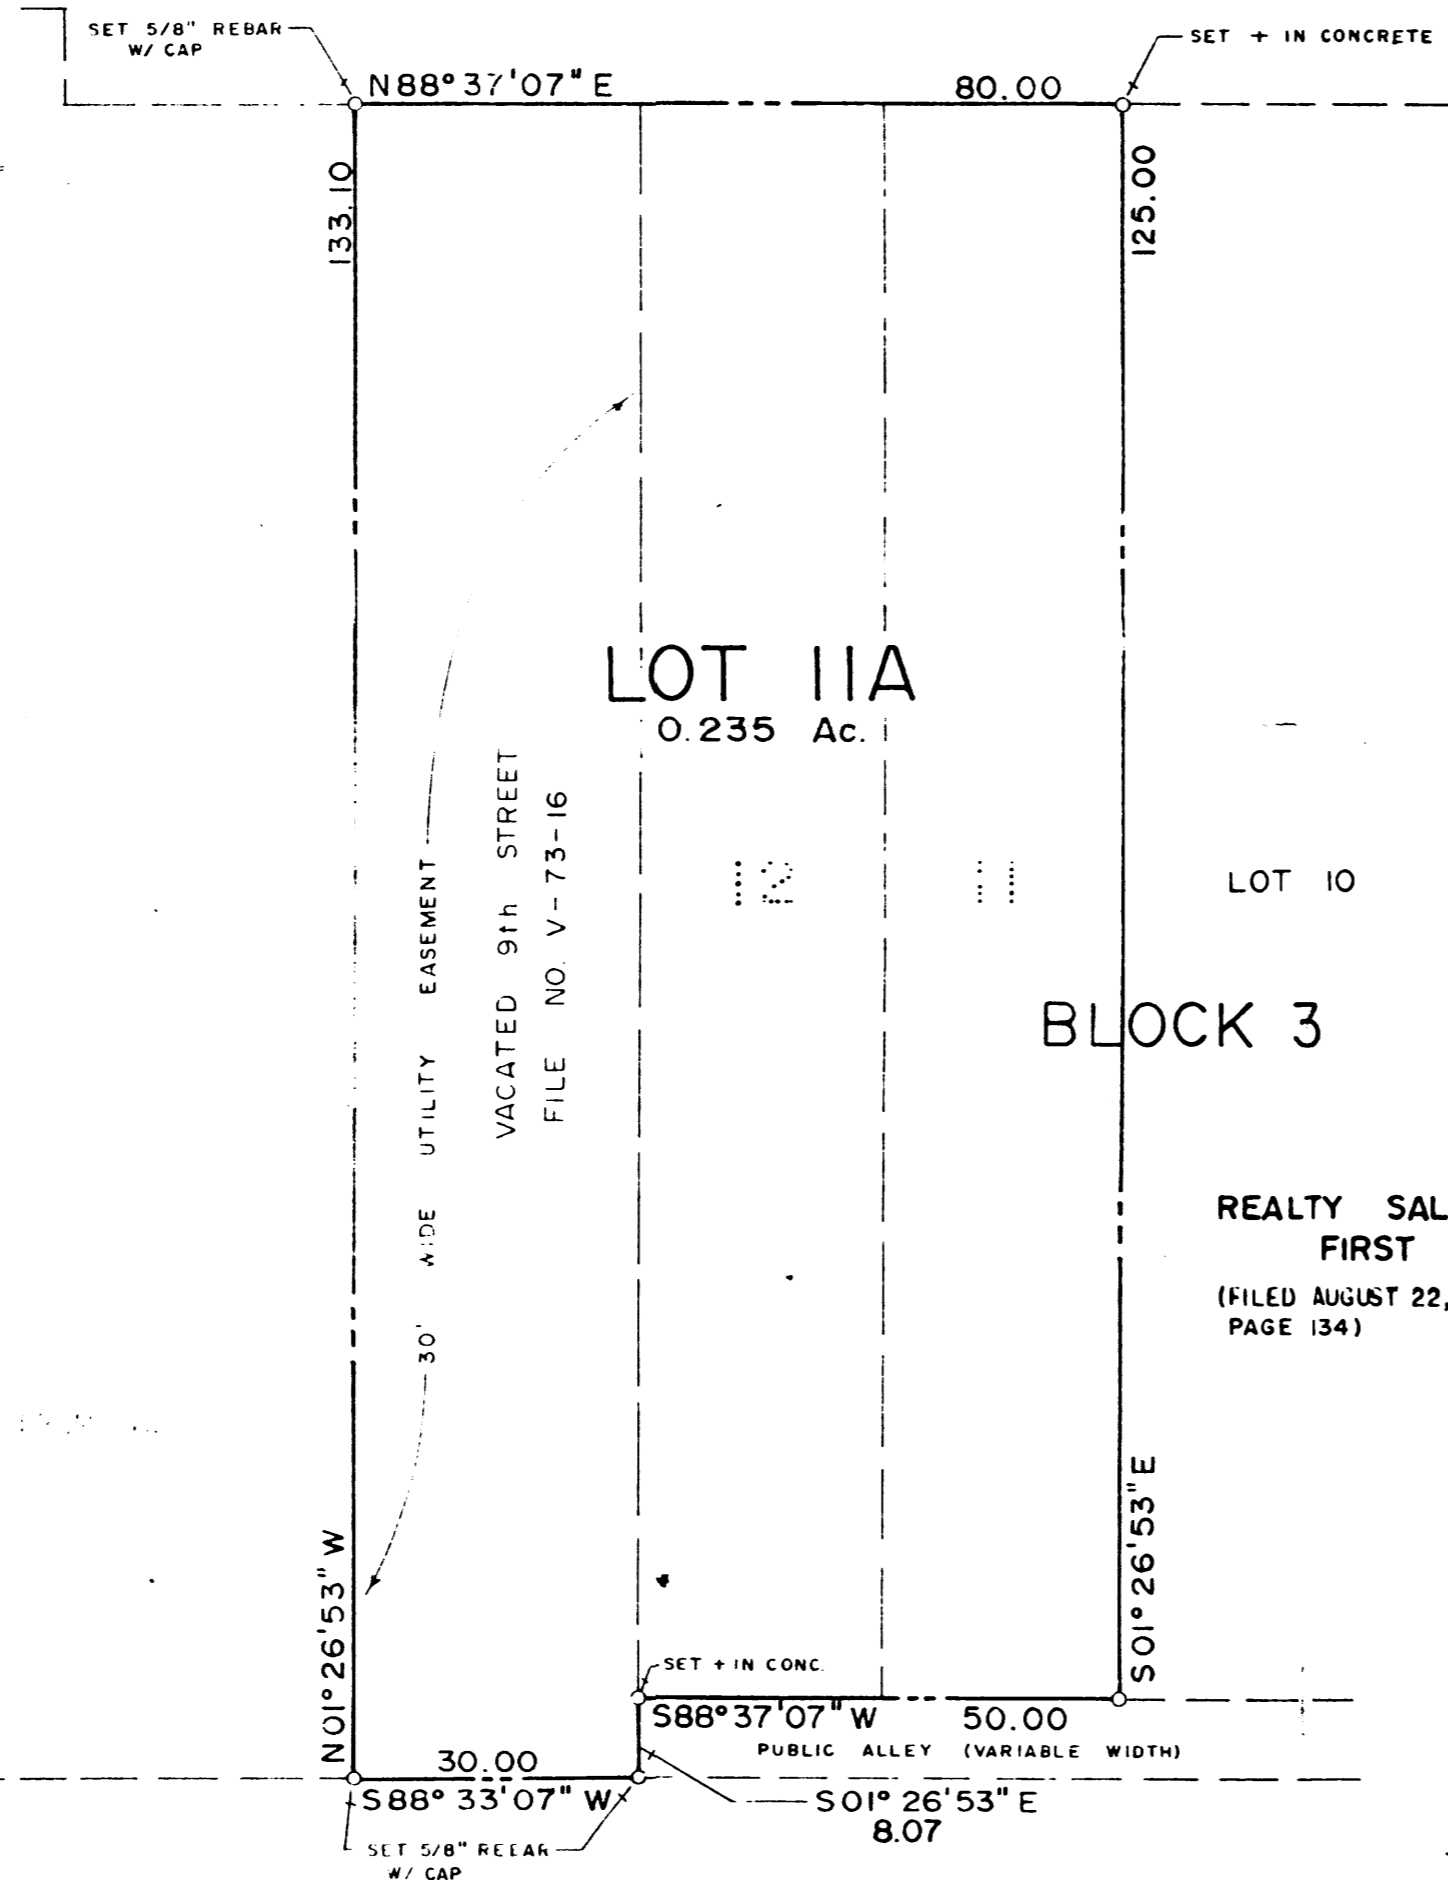 SET 5/8" REBAR
W/ CAP
SET + IN CONCRETE
N88°37'07"E
80.00
133.10
125.00
LOT 11A
0.235 Ac.
VACATED 9th STREET
FILE NO. V-73-16
30' WIDE UTILITY EASEMENT
12
11
LOT 10
BLOCK 3
REALTY SAL
FIRST
(FILED AUGUST 22,
PAGE 134)
N01°26'53"W
S01°26'53"E
SET + IN CONC.
S88°37'07"W
50.00
PUBLIC ALLEY (VARIABLE WIDTH)
30.00
S88°33'07"W
S01°26'53"E
8.07
SET 5/8" REBAR
W/ CAP